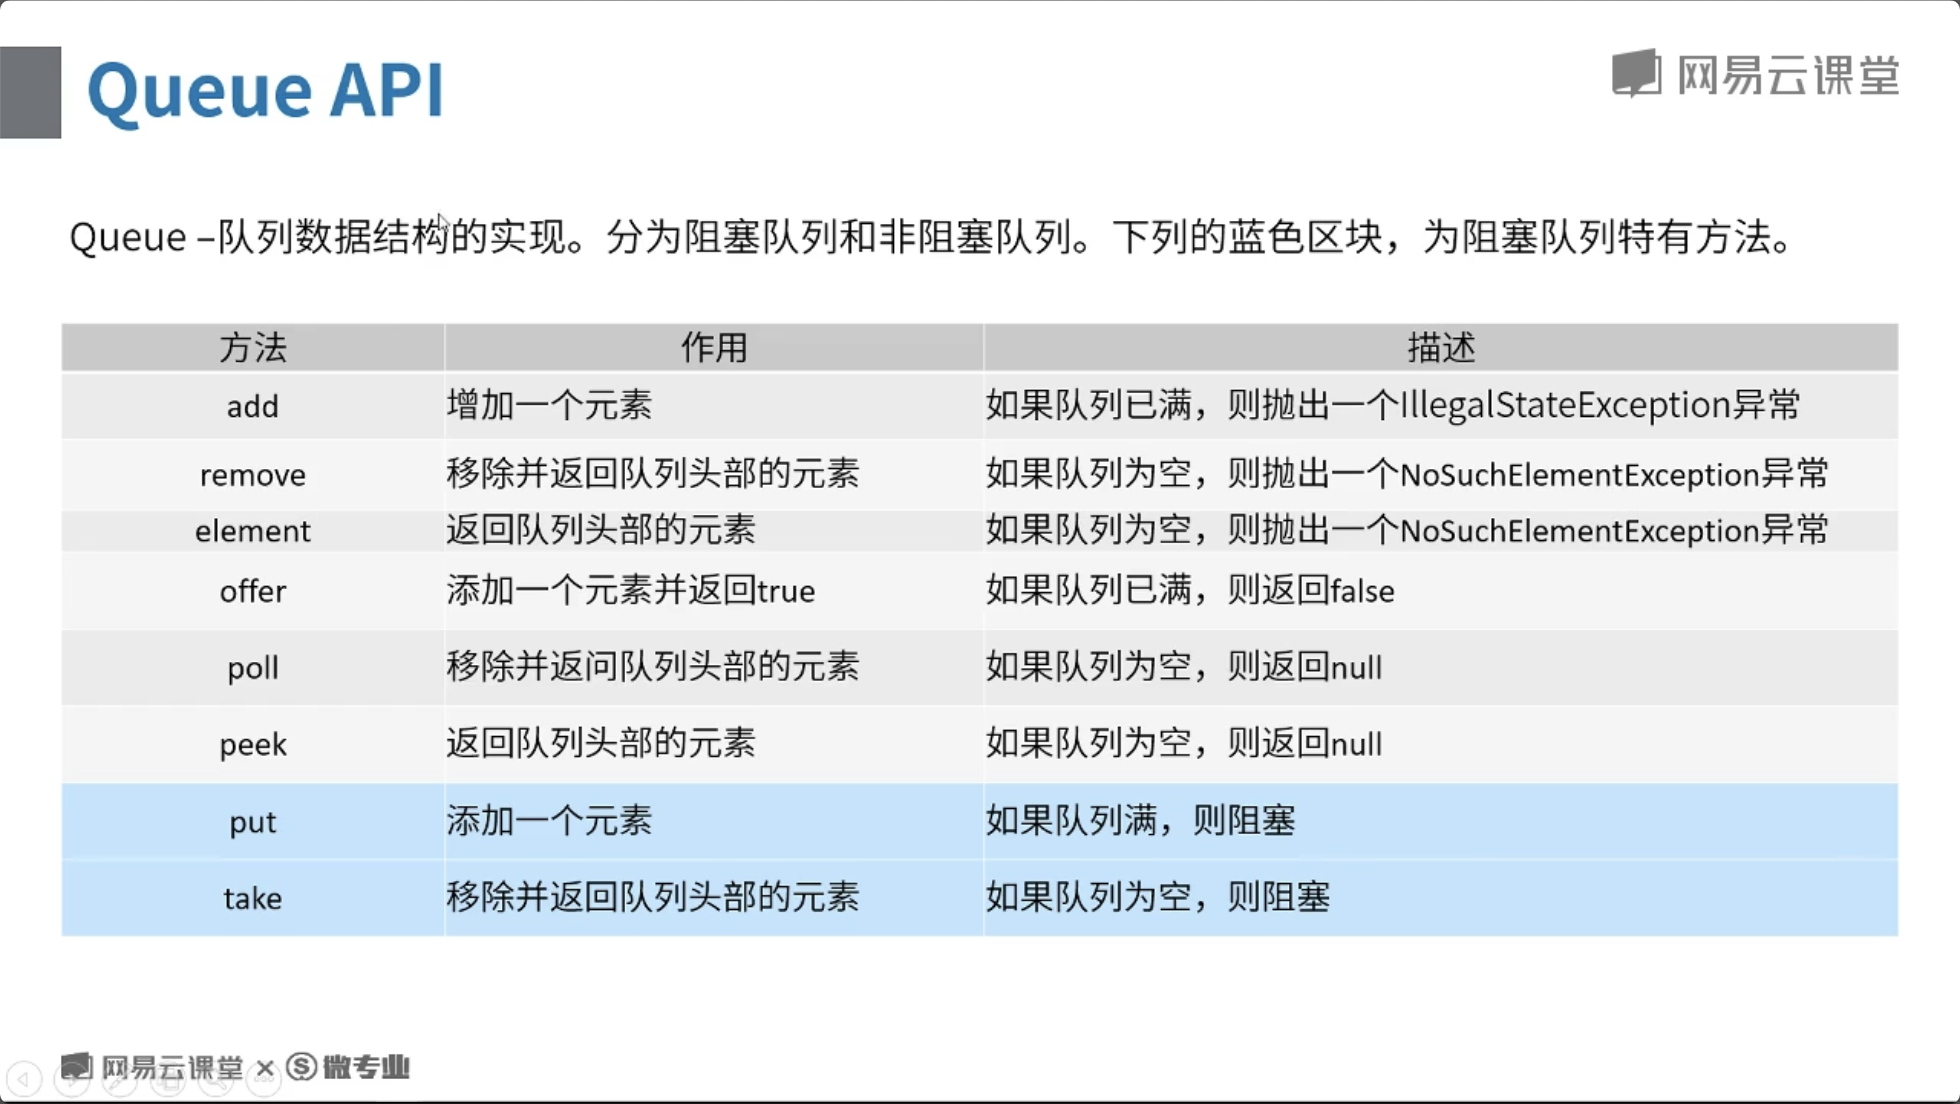 Queue API
网易云课堂
Queue –队列数据结构的实现。分为阻塞队列和非阻塞队列。下列的蓝色区块，为阻塞队列特有方法。
方法 作用 描述
add 增加一个元素 如果队列已满，则抛出一个IllegalStateException异常
remove 移除并返回队列头部的元素 如果队列为空，则抛出一个NoSuchElementException异常
element 返回队列头部的元素 如果队列为空，则抛出一个NoSuchElementException异常
offer 添加一个元素并返回true 如果队列已满，则返回false
poll 移除并返问队列头部的元素 如果队列为空，则返回null
peek 返回队列头部的元素 如果队列为空，则返回null
put 添加一个元素 如果队列满，则阻塞
take 移除并返回队列头部的元素 如果队列为空，则阻塞
网易云课堂 × 微专业